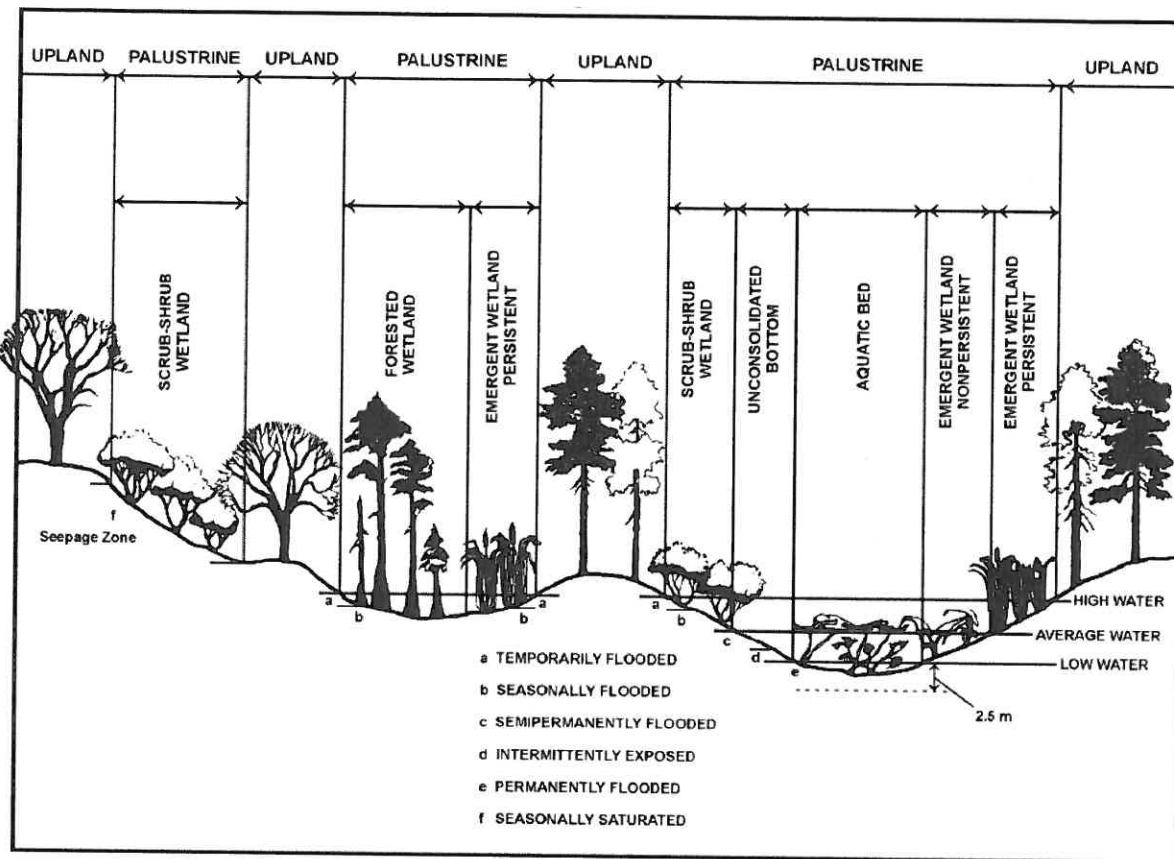 UPLAND PALUSTRINE UPLAND PALUSTRINE UPLAND PALUSTRINE UPLAND
SCRUB-SHRUB
WETLAND
FORESTED
WETLAND
EMERGENT WETLAND
PERSISTENT
SCRUB-SHRUB
WETLAND
UNCONSOLIDATED
BOTTOM
AQUATIC BED
EMERGENT WETLAND
NONPERSISTENT
EMERGENT WETLAND
PERSISTENT
f
Seepage Zone
a
b
b
a
a
b
c
d
e
HIGH WATER
AVERAGE WATER
LOW WATER
2.5 m
a TEMPORARILY FLOODED
b SEASONALLY FLOODED
c SEMIPERMANENTLY FLOODED
d INTERMITTENTLY EXPOSED
e PERMANENTLY FLOODED
f SEASONALLY SATURATED